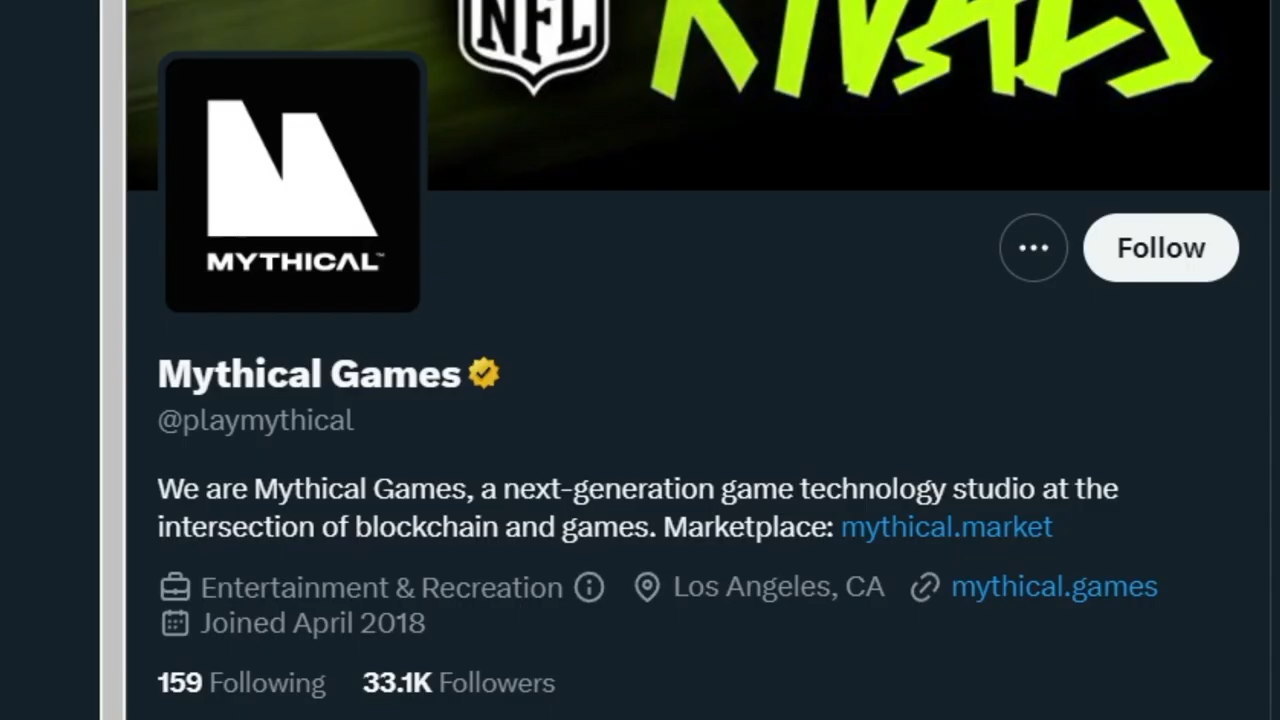 NFL
RIVALS
MYTHICAL™
Follow
Mythical Games
@playmythical
We are Mythical Games, a next-generation game technology studio at the
intersection of blockchain and games. Marketplace: mythical.market
Entertainment & Recreation Los Angeles, CA mythical.games
Joined April 2018
159 Following 33.1K Followers